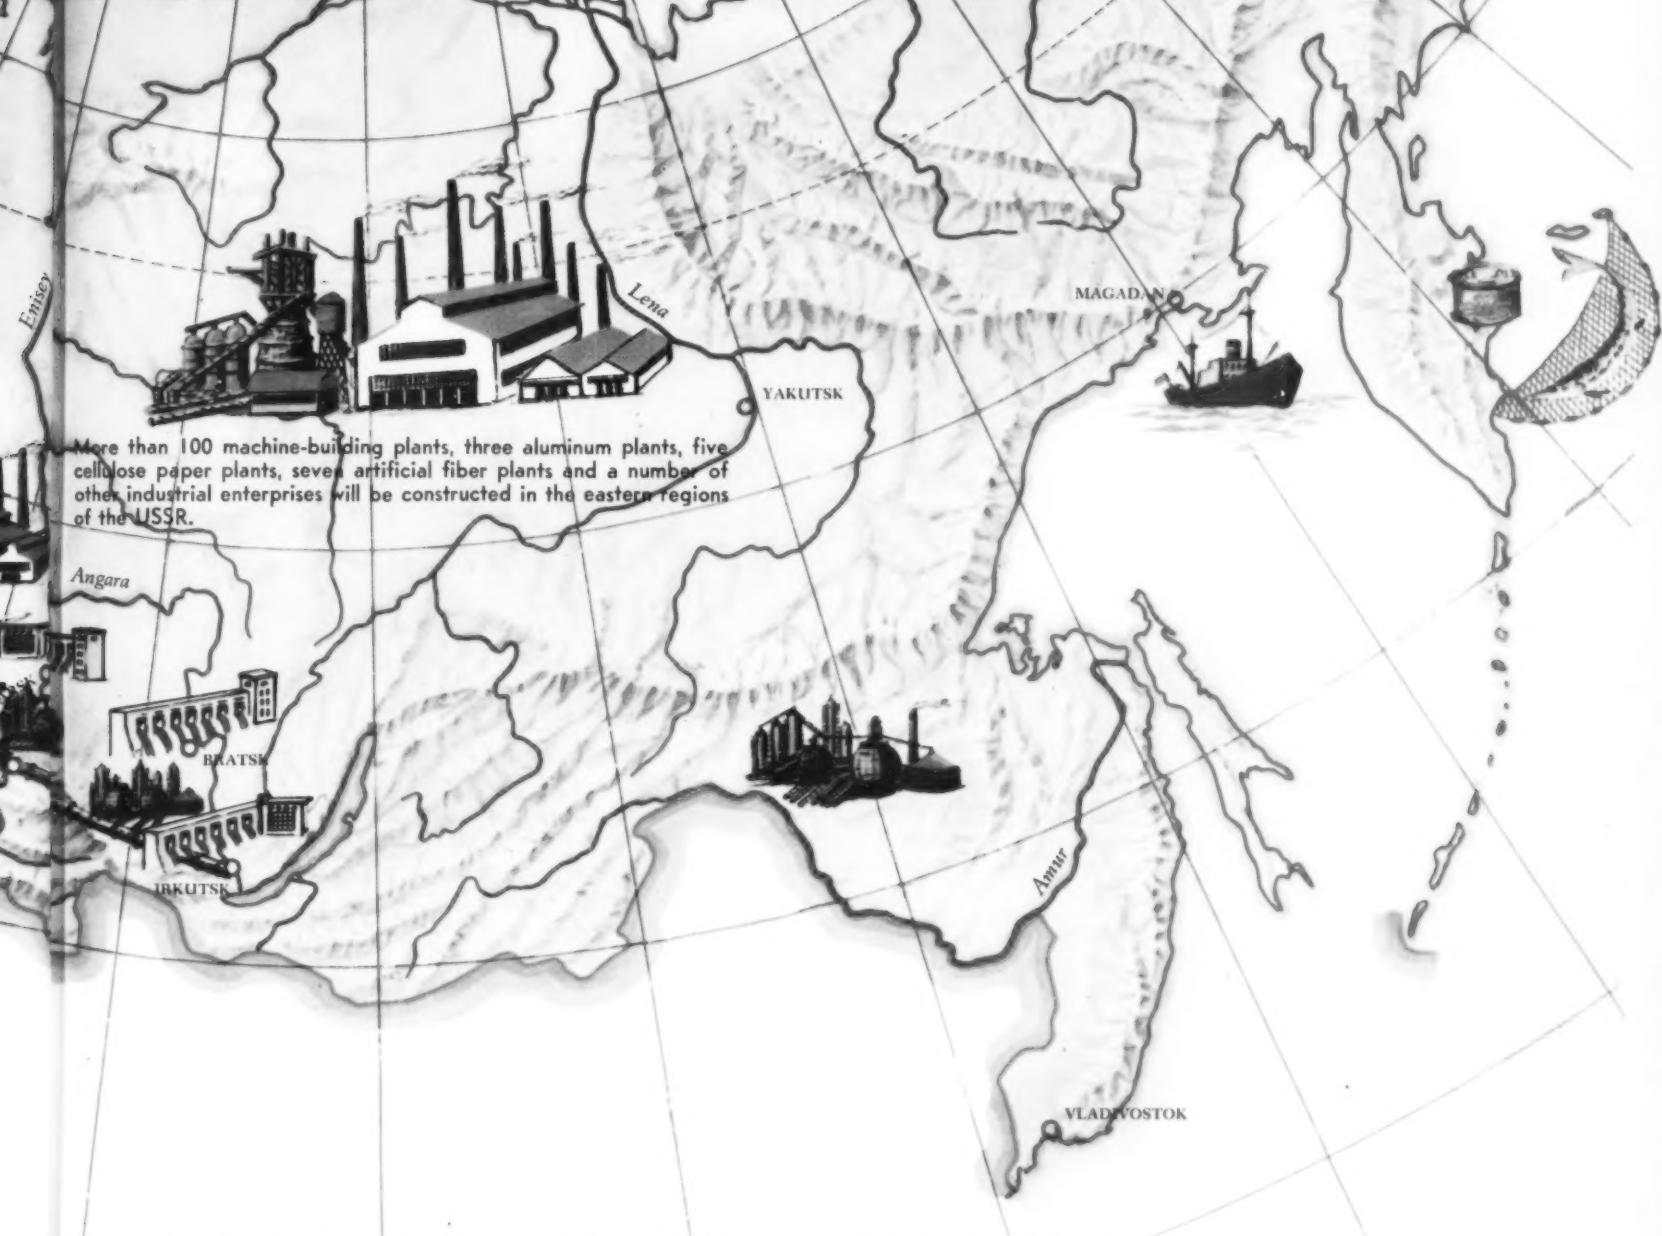 Enisey
Lena
MAGADAN
YAKUTSK
More than 100 machine-building plants, three aluminum plants, five
cellulose paper plants, seven artificial fiber plants and a number of
other industrial enterprises will be constructed in the eastern regions
of the USSR.
Angara
BRATSK
IRKUTSK
Amur
VLADIVOSTOK